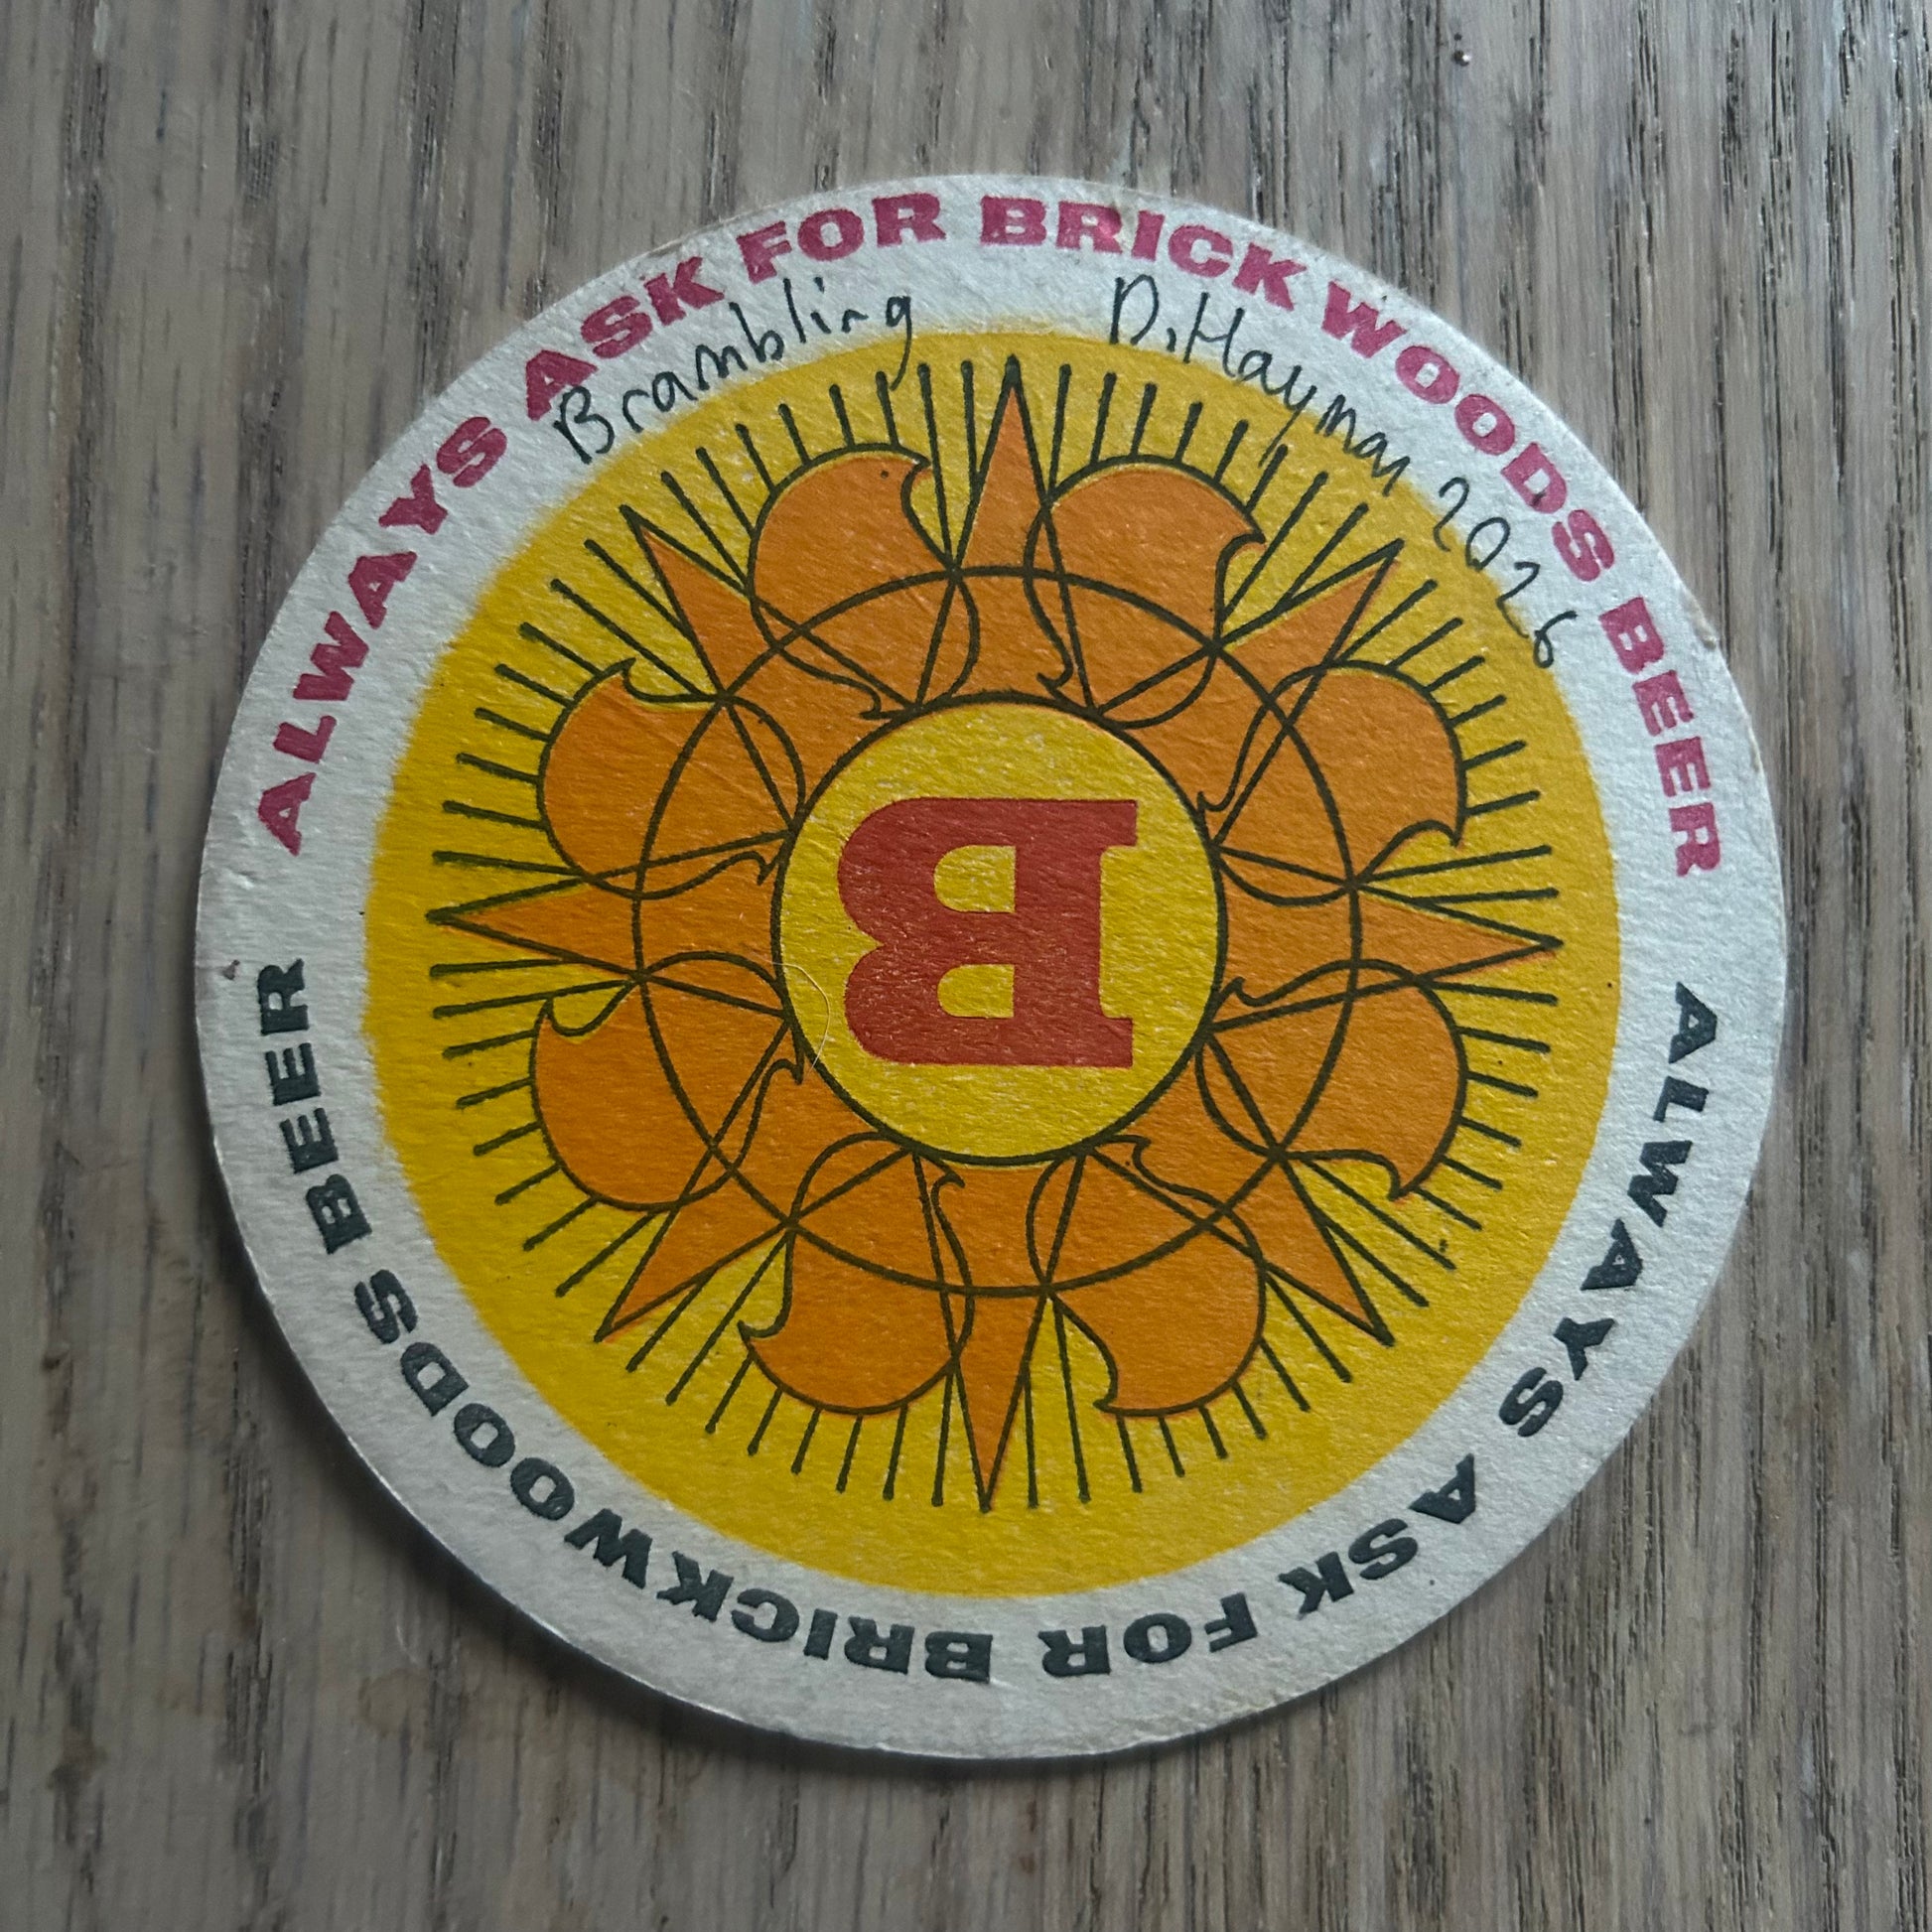 ALWAYS ASK FOR BRICKWOODS BEER
Brambling D. Hayman 2026
B
ALWAYS ASK FOR BRICKWOODS BEER